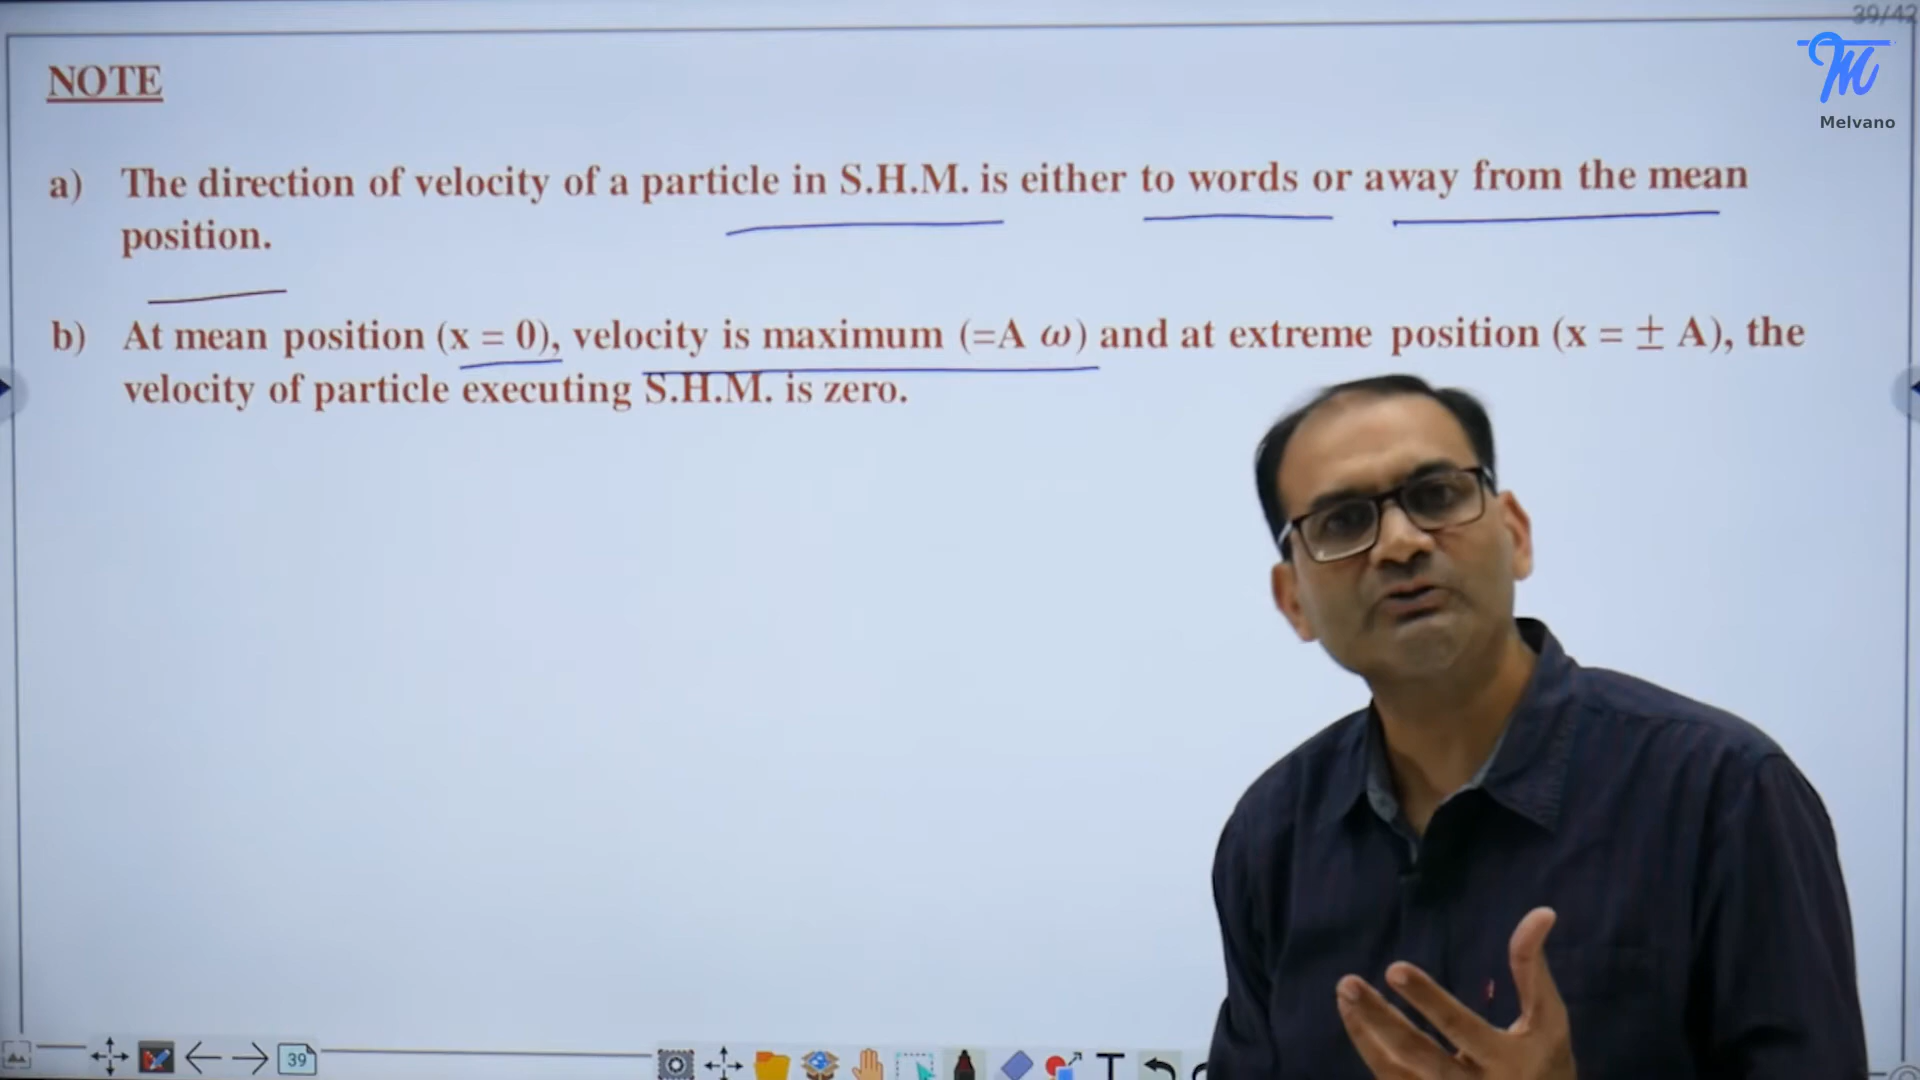 39/42
Melvano
NOTE
a) The direction of velocity of a particle in S.H.M. is either to words or away from the mean
position.
b) At mean position (x = 0), velocity is maximum (=A ω) and at extreme position (x = ± A), the
velocity of particle executing S.H.M. is zero.
39